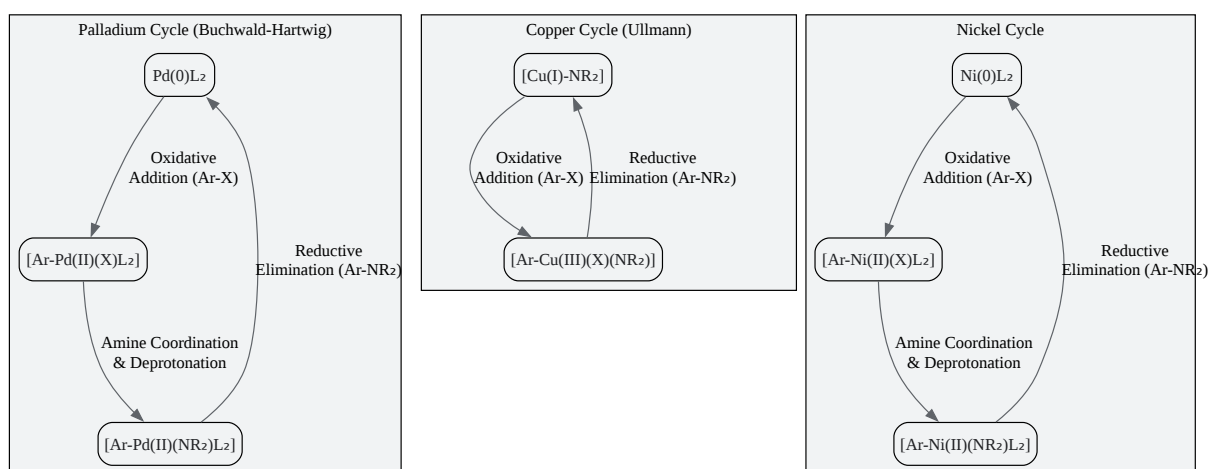 Palladium Cycle (Buchwald-Hartwig)
Pd(0)L₂
Oxidative
Addition (Ar-X)
[Ar-Pd(II)(X)L₂]
Reductive
Elimination (Ar-NR₂)
Amine Coordination
& Deprotonation
[Ar-Pd(II)(NR₂)L₂]
Copper Cycle (Ullmann)
[Cu(I)-NR₂]
Oxidative
Addition (Ar-X)
Reductive
Elimination (Ar-NR₂)
[Ar-Cu(III)(X)(NR₂)]
Nickel Cycle
Ni(0)L₂
Oxidative
Addition (Ar-X)
[Ar-Ni(II)(X)L₂]
Reductive
Elimination (Ar-NR₂)
Amine Coordination
& Deprotonation
[Ar-Ni(II)(NR₂)L₂]